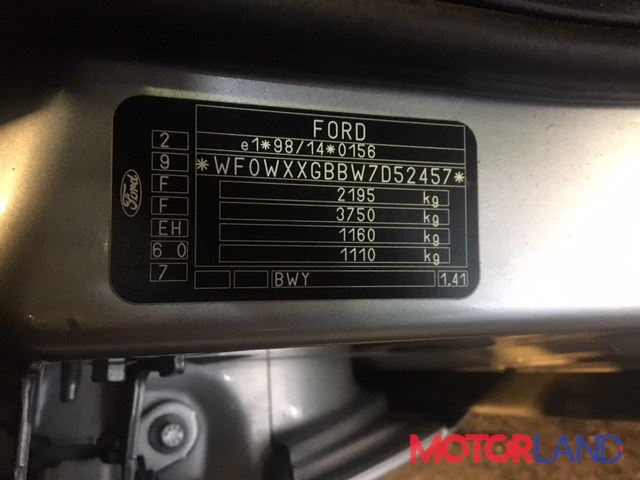 FORD
e1*98/14*0156
*WF0WXXGBBW7D52457*
2195 kg
3750 kg
1160 kg
1110 kg
BWY 1.41
Ford
2
9
F
F
EH
6 0
7
MOTORLAND